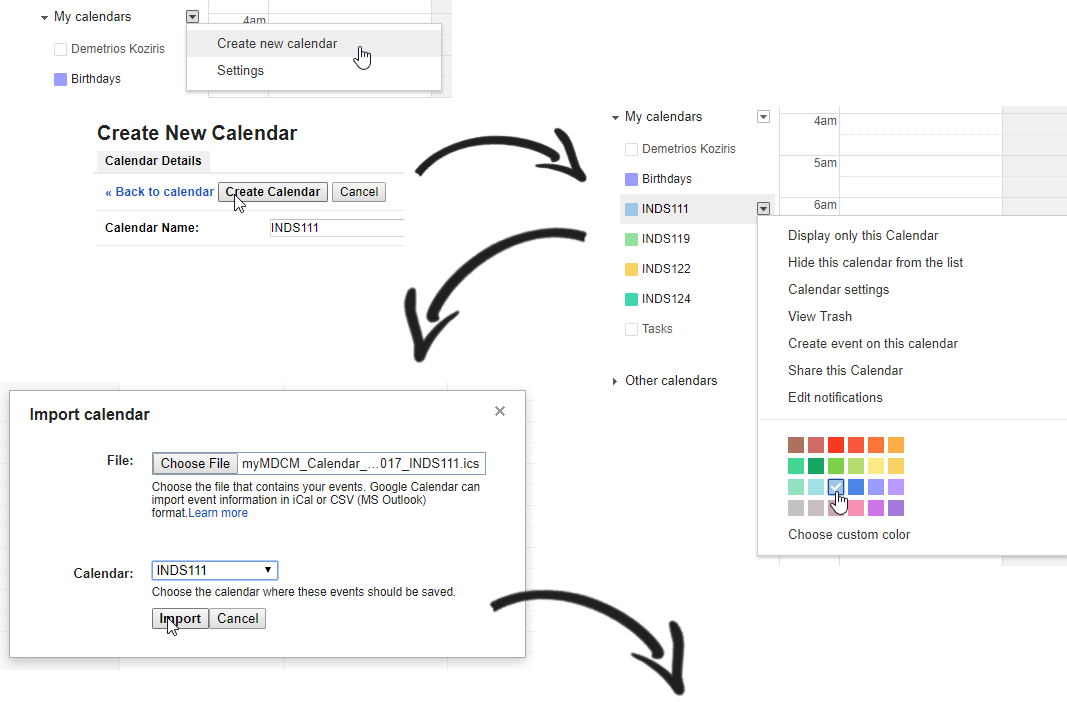 My calendars
4am
Create new calendar
Demetrios Koziris
Settings
Birthdays
Create New Calendar
Calendar Details
« Back to calendar
Create Calendar
Cancel
Calendar Name:
INDS111
My calendars
4am
Demetrios Koziris
5am
Birthdays
INDS111
6am
INDS119
INDS122
INDS124
Tasks
Other calendars
Display only this Calendar
Hide this calendar from the list
Calendar settings
View Trash
Create event on this calendar
Share this Calendar
Edit notifications
Choose custom color
Import calendar
File:
Choose File myMDCM_Calendar_...017_INDS111.ics
Choose the file that contains your events. Google Calendar can
import event information in iCal or CSV (MS Outlook)
format.Learn more
Calendar:
INDS111
Choose the calendar where these events should be saved.
Import
Cancel